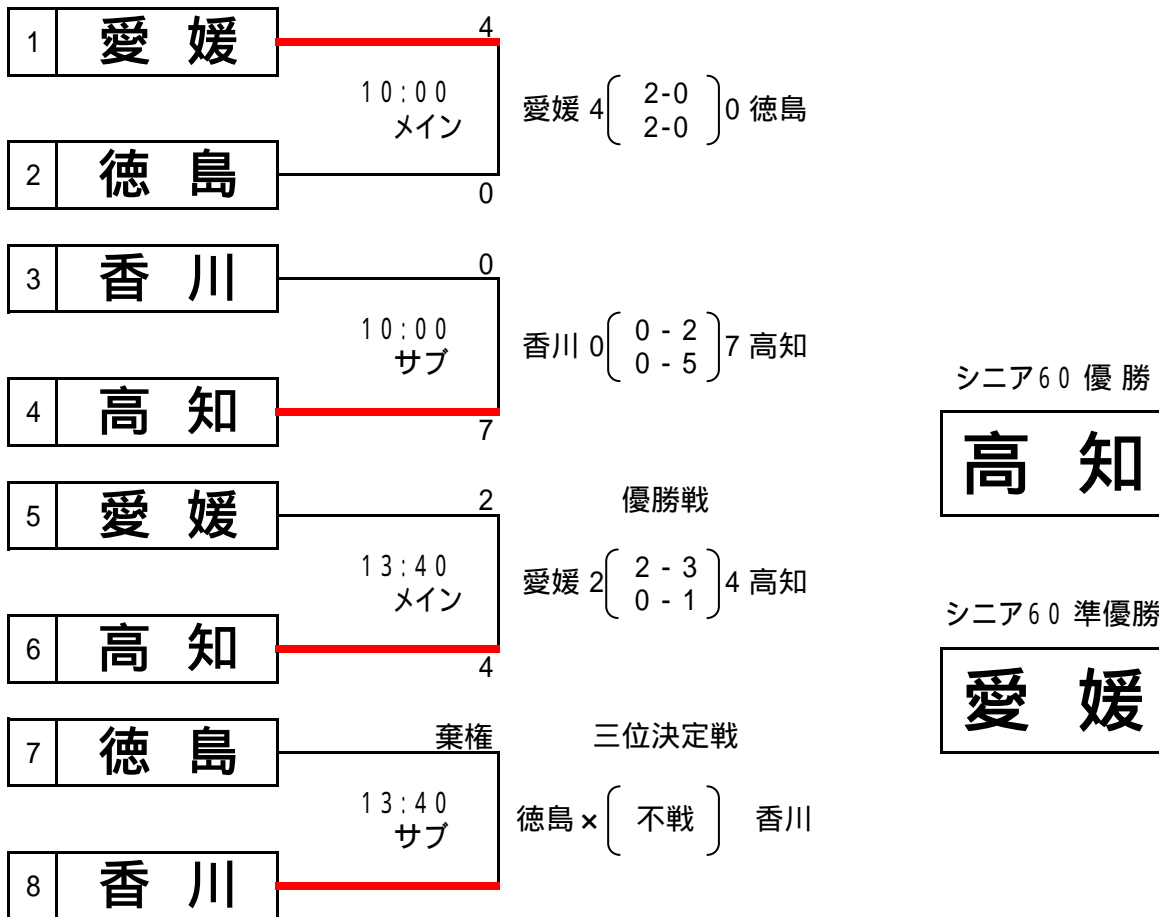 1 愛 媛
4
10:00
メイン
愛媛 4 ( 2-0 2-0 ) 0 徳島
2 徳 島
0
3 香 川
0
10:00
サブ
香川 0 ( 0 - 2 0 - 5 ) 7 高知
4 高 知
7
シニア60 優 勝
高 知
5 愛 媛
2
優勝戦
13:40
メイン
愛媛 2 ( 2 - 3 0 - 1 ) 4 高知
6 高 知
4
シニア60 準優勝
愛 媛
7 徳 島
棄権
三位決定戦
13:40
サブ
徳島 × ( 不戦 ) 香川
8 香 川